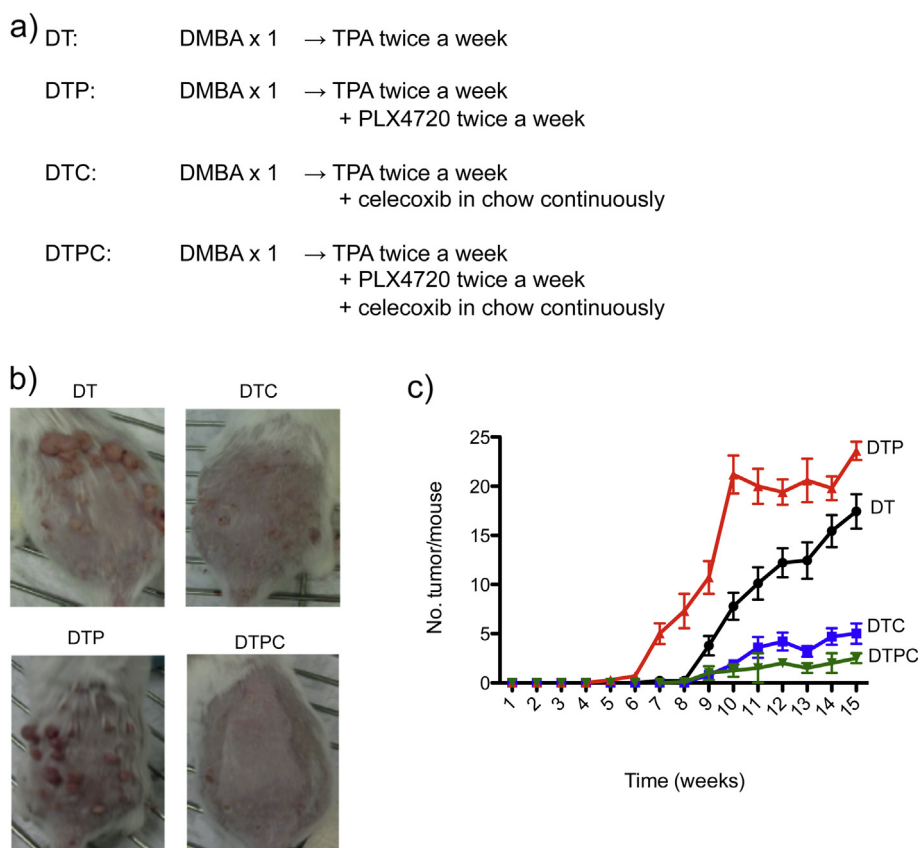 a)
DT: DMBA x 1 → TPA twice a week
DTP: DMBA x 1 → TPA twice a week
+ PLX4720 twice a week
DTC: DMBA x 1 → TPA twice a week
+ celecoxib in chow continuously
DTPC: DMBA x 1 → TPA twice a week
+ PLX4720 twice a week
+ celecoxib in chow continuously
b)
DT DTC
DTP DTPC
c)
No. tumor/mouse
25
20
15
10
5
0
1 2 3 4 5 6 7 8 9 10 11 12 13 14 15
Time (weeks)
DTP
DT
DTC
DTPC